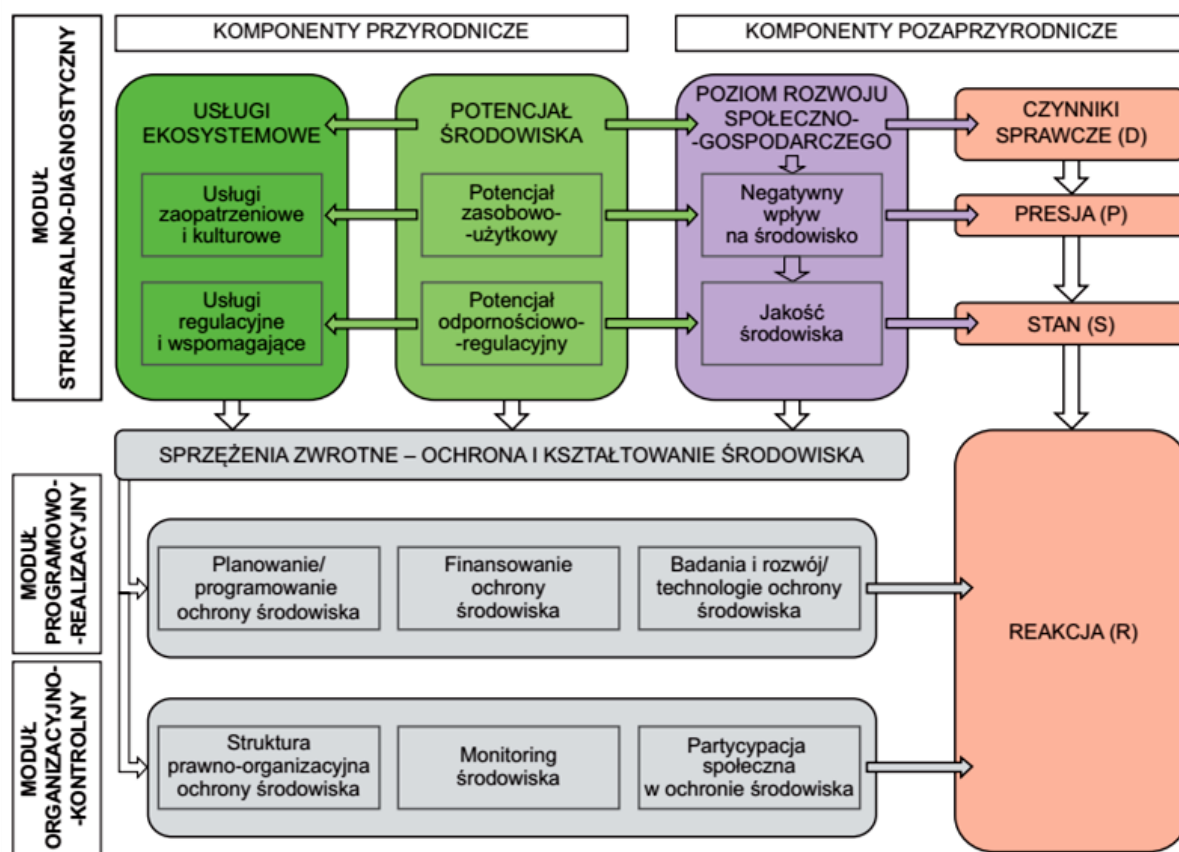 MODUŁ
STRUKTURALNO-DIAGNOSTYCZNY
KOMPONENTY PRZYRODNICZE
KOMPONENTY POZAPRZYRODNICZE
USŁUGI
EKOSYSTEMOWE
Usługi
zaopatrzeniowe
i kulturowe
Usługi
regulacyjne
i wspomagające
POTENCJAŁ
ŚRODOWISKA
Potencjał
zasobowo-
-użytkowy
Potencjał
odpornościowo-
-regulacyjny
POZIOM ROZWOJU
SPOŁECZNO-
-GOSPODARCZEGO
Negatywny
wpływ
na środowisko
Jakość
środowiska
CZYNNIKI
SPRAWCZE (D)
PRESJA (P)
STAN (S)
SPRZĘŻENIA ZWROTNE – OCHRONA I KSZTAŁTOWANIE ŚRODOWISKA
MODUŁ
PROGRAMOWO-
-REALIZACYJNY
Planowanie/
programowanie
ochrony środowiska
Finansowanie
ochrony
środowiska
Badania i rozwój/
technologie ochrony
środowiska
REAKCJA (R)
MODUŁ
ORGANIZACYJNO-
-KONTROLNY
Struktura
prawno-organizacyjna
ochrony środowiska
Monitoring
środowiska
Partycypacja
społeczna
w ochronie środowiska